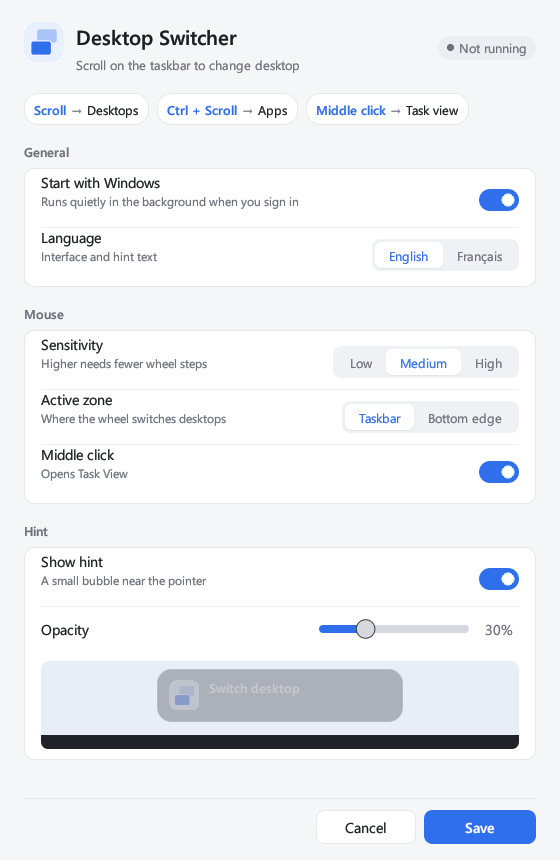 Desktop Switcher
Scroll on the taskbar to change desktop
● Not running
Scroll → Desktops
Ctrl + Scroll → Apps
Middle click → Task view
General
Start with Windows
Runs quietly in the background when you sign in
Language
Interface and hint text
English
Français
Mouse
Sensitivity
Higher needs fewer wheel steps
Low
Medium
High
Active zone
Where the wheel switches desktops
Taskbar
Bottom edge
Middle click
Opens Task View
Hint
Show hint
A small bubble near the pointer
Opacity
30%
Switch desktop
Cancel
Save